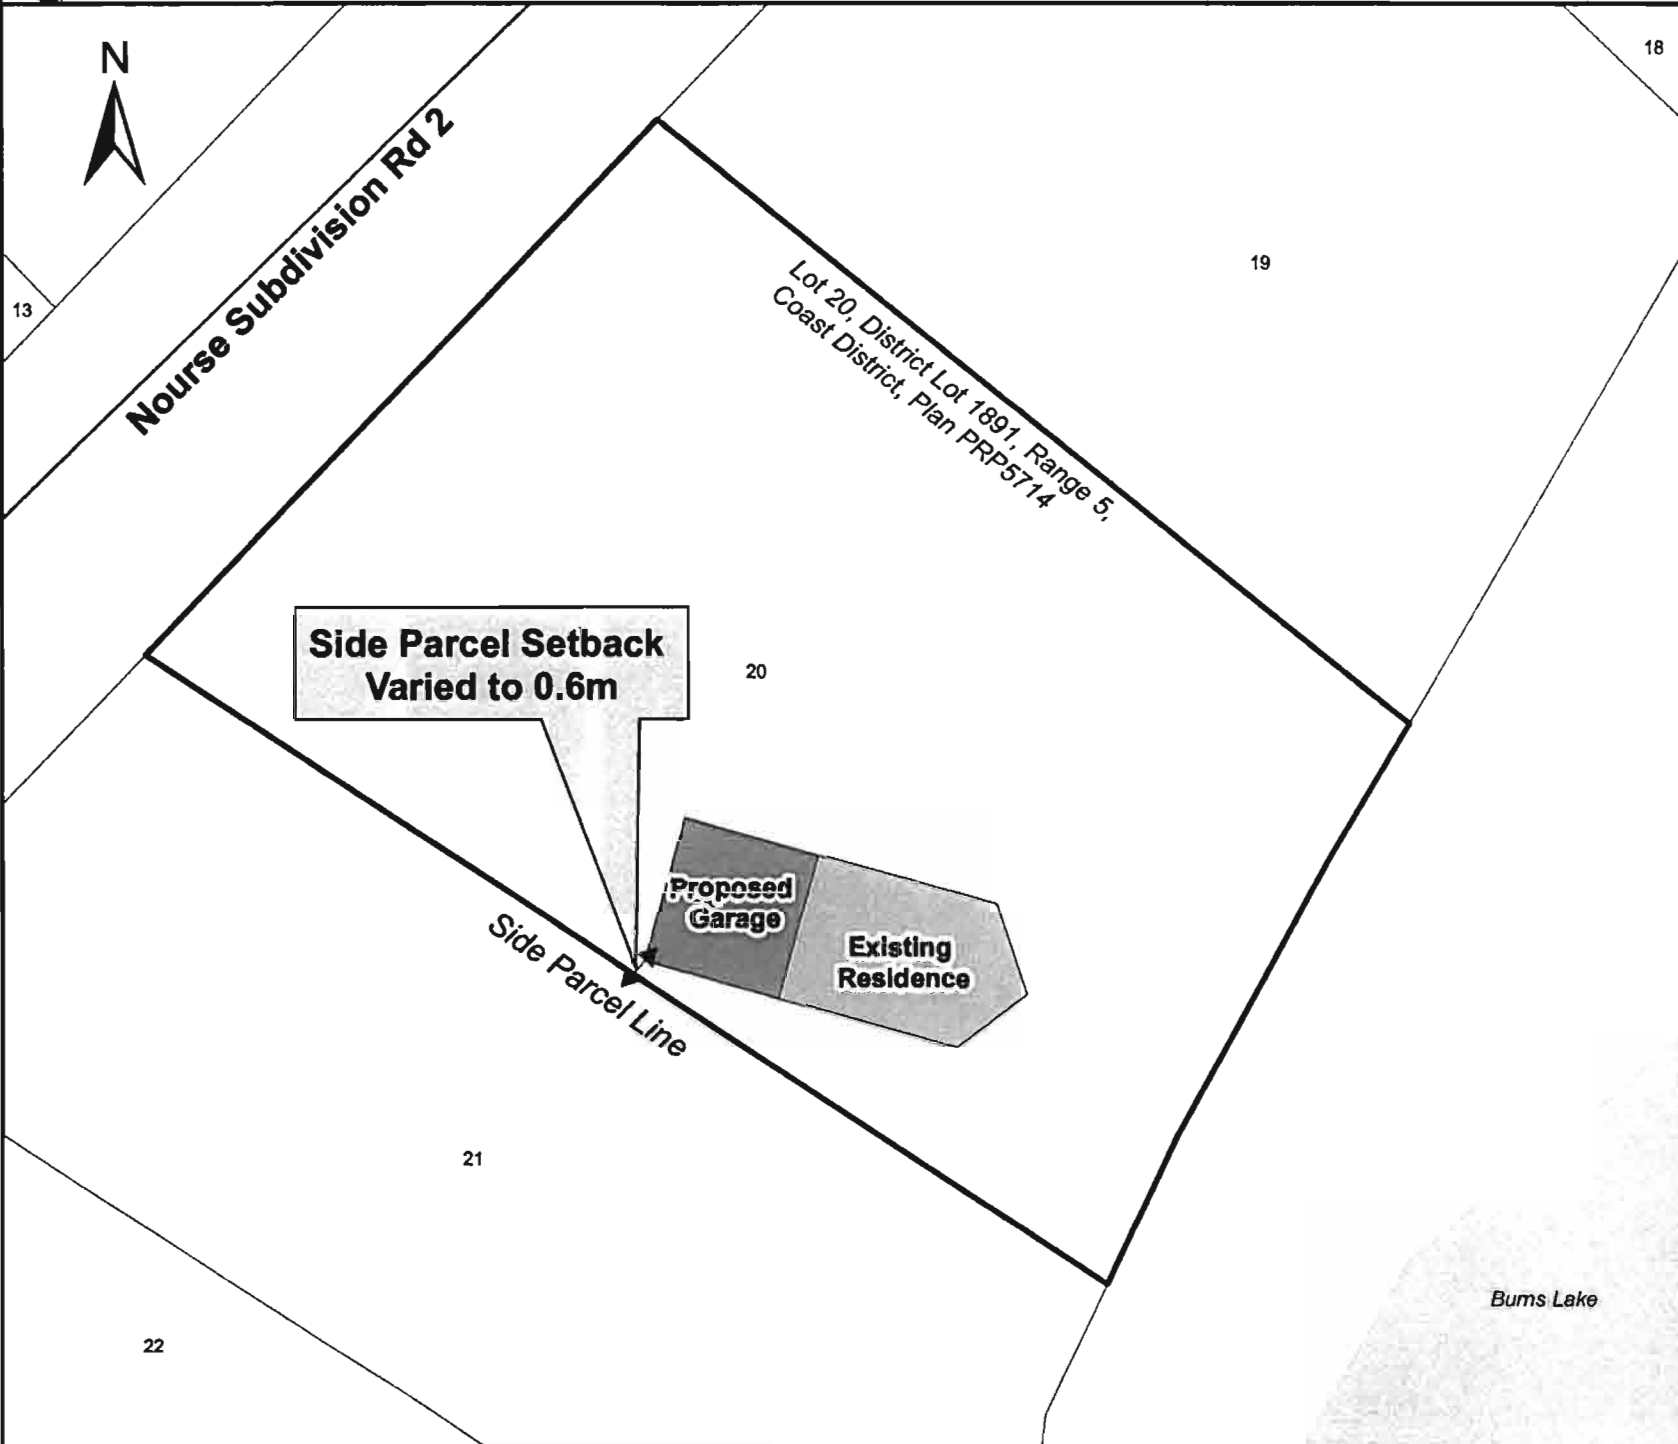 N
18
Nourse Subdivision Rd 2
19
13
Lot 20, District Lot 1891, Range 5,
Coast District, Plan PRP5714
Side Parcel Setback
Varied to 0.6m
20
Proposed
Garage
Existing
Residence
Side Parcel Line
21
Burns Lake
22